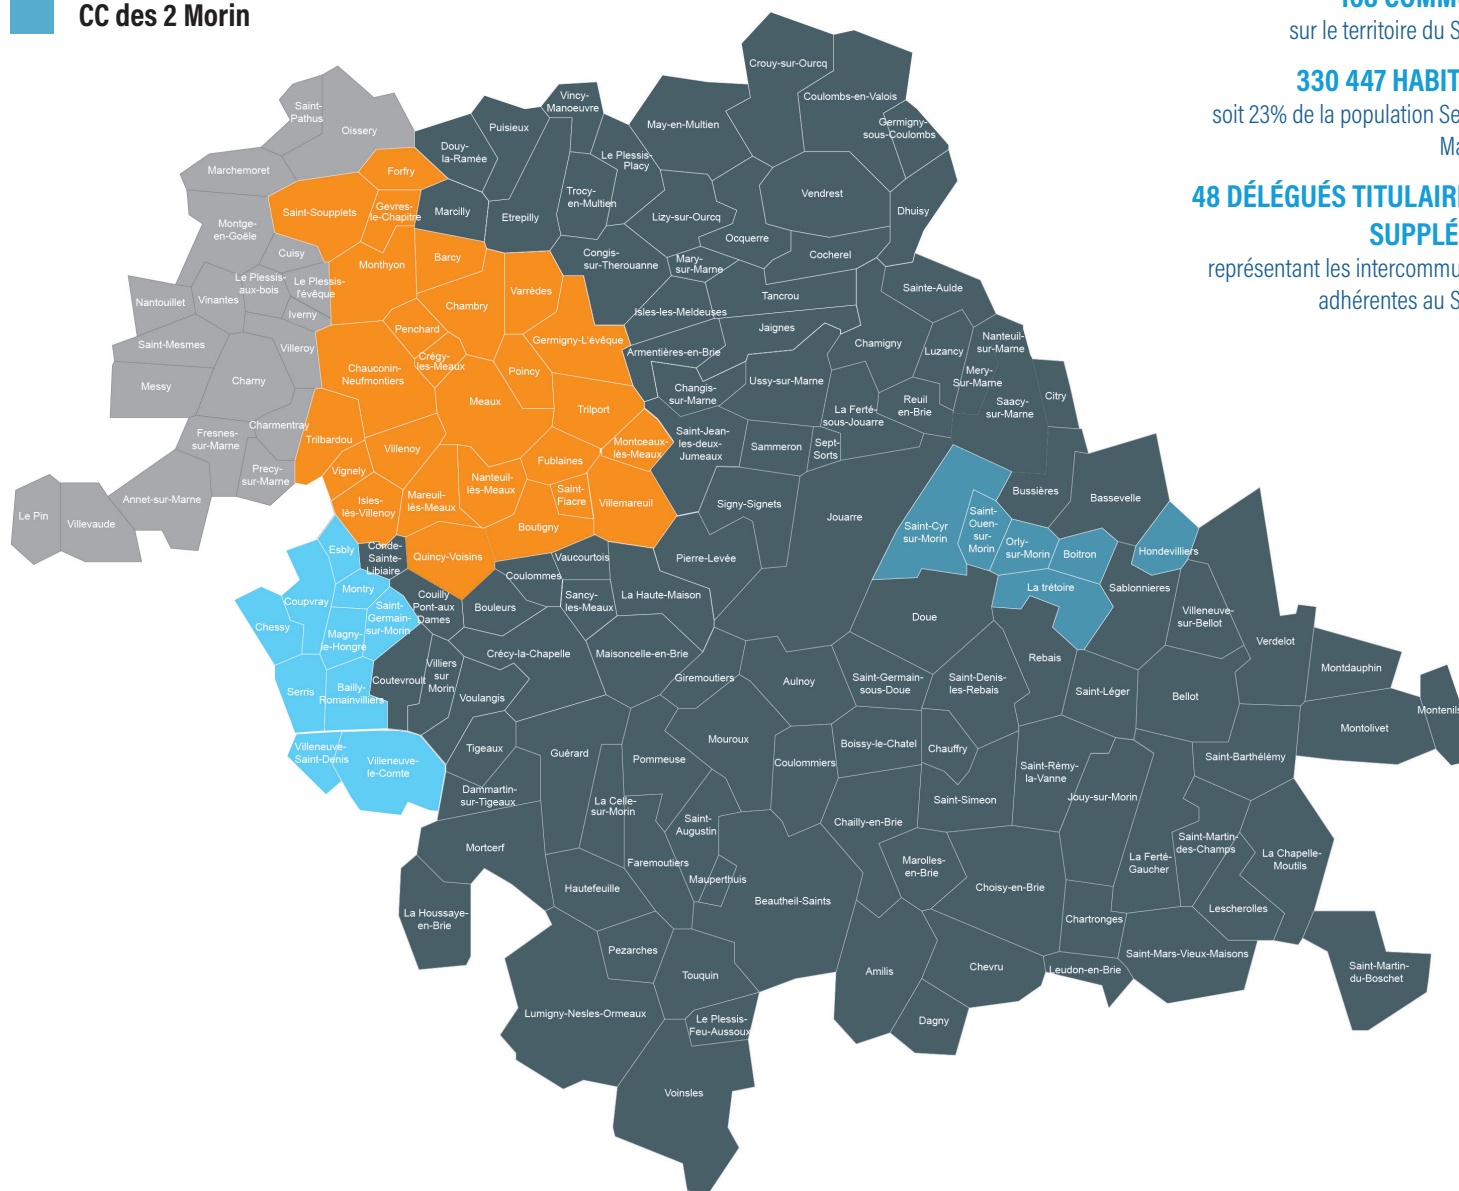 CC des 2 Morin
sur le territoire du S
330 447 HABIT
soit 23% de la population Se
Ma
48 DÉLÉGUÉS TITULAIRE
SUPPLÉ
représentant les intercommu
adhérentes au S
Crouy-sur-Ourcq
Coulombs-en-Valois
Germigny-
sous-Coulombs
Saint-
Pathus
Oissery
Vincy-
Manoeuvre
Puisieux
May-en-Multien
Douy-
la-Ramée
Le Plessis-
Placy
Marchemoret
Forfry
Trocy-
en-Multien
Vendrest
Saint-Soupplets
Gevres-
le-Chapitre
Marcilly
Etrepilly
Lizy-sur-Ourcq
Dhuisy
Montge-
en-Goële
Ocquerre
Cuisy
Monthyon
Barcy
Congis-
sur-Therouanne
Mary-
sur-Marne
Cocherel
Le Plessis-
aux-bois
Le Plessis-
l'évêque
Nantouillet
Vinantes
Iverny
Chambry
Varrèdes
Tancrou
Sainte-Aulde
Isles-les-Meldeuses
Penchard
Jaignes
Saint-Mesmes
Villeroy
Germigny-L'évêque
Chamigny
Nanteuil-
sur-Marne
Armentières-en-Brie
Luzancy
Crégy-
les-Meaux
Chauconin-
Neufmontiers
Poincy
Mery-
Sur-Marne
Messy
Charny
Changis-
sur-Marne
Ussy-sur-Marne
Meaux
Reuil
en-Brie
Saacy-
sur-Marne
Citry
Trilport
La Ferté-
sous-Jouarre
Charmentray
Fresnes-
sur-Marne
Trilbardou
Villenoy
Montceaux-
lès-Meaux
Saint-Jean-
les-deux-
Jumeaux
Sammeron
Sept-
Sorts
Precy-
sur-Marne
Vignely
Fublaines
Nanteuil-
lès-Meaux
Saint-
Fiacre
Bussières
Bassevelle
Annet-sur-Marne
Isles-
lès-Villenoy
Mareuil-
lès-Meaux
Villemareuil
Signy-Signets
Le Pin
Villevaude
Boutigny
Jouarre
Saint-Cyr
sur-Morin
Saint-
Ouen-
sur-
Morin
Esbly
Conde-
Sainte-
Libiaire
Quincy-Voisins
Vaucourtois
Pierre-Levée
Orly-
sur-Morin
Boitron
Hondevilliers
Coulommes
Montry
Couilly
Pont-aux
Dames
Bouleurs
Sancy-
les-Meaux
La Haute-Maison
La trétoire
Sablonnieres
Coupvray
Saint-
Germain-
sur-Morin
Villeneuve-
sur-Bellot
Chessy
Magny-
le-Hongre
Doue
Verdelot
Crécy-la-Chapelle
Maisoncelle-en-Brie
Rebais
Montdauphin
Villiers
sur
Morin
Coutevroult
Giremoutiers
Aulnoy
Saint-Germain-
sous-Doue
Saint-Denis-
les-Rebais
Serris
Bailly-
Romainvilliers
Voulangis
Saint-Léger
Bellot
Montenils
Montolivet
Villeneuve-
Saint-Denis
Villeneuve-
le-Comte
Tigeaux
Guérard
Pommeuse
Mouroux
Coulommiers
Boissy-le-Chatel
Chauffry
Saint-Rémy-
la-Vanne
Saint-Barthélémy
Dammartin-
sur-Tigeaux
La Celle-
sur-Morin
Saint-Simeon
Jouy-sur-Morin
Saint-
Augustin
Chailly-en-Brie
Mortcerf
Saint-Martin-
des-Champs
La Chapelle-
Moutils
Faremoutiers
Marolles-
en-Brie
La Ferté-
Gaucher
Hautefeuille
Mauperthuis
Choisy-en-Brie
Beautheil-Saints
Lescherolles
La Houssaye-
en-Brie
Chartronges
Pezarches
Saint-Mars-Vieux-Maisons
Touquin
Amilis
Chevru
Leudon-en-Brie
Saint-Martin-
du-Boschet
Lumigny-Nesles-Ormeaux
Le Plessis-
Feu-Aussoux
Dagny
Voinsles